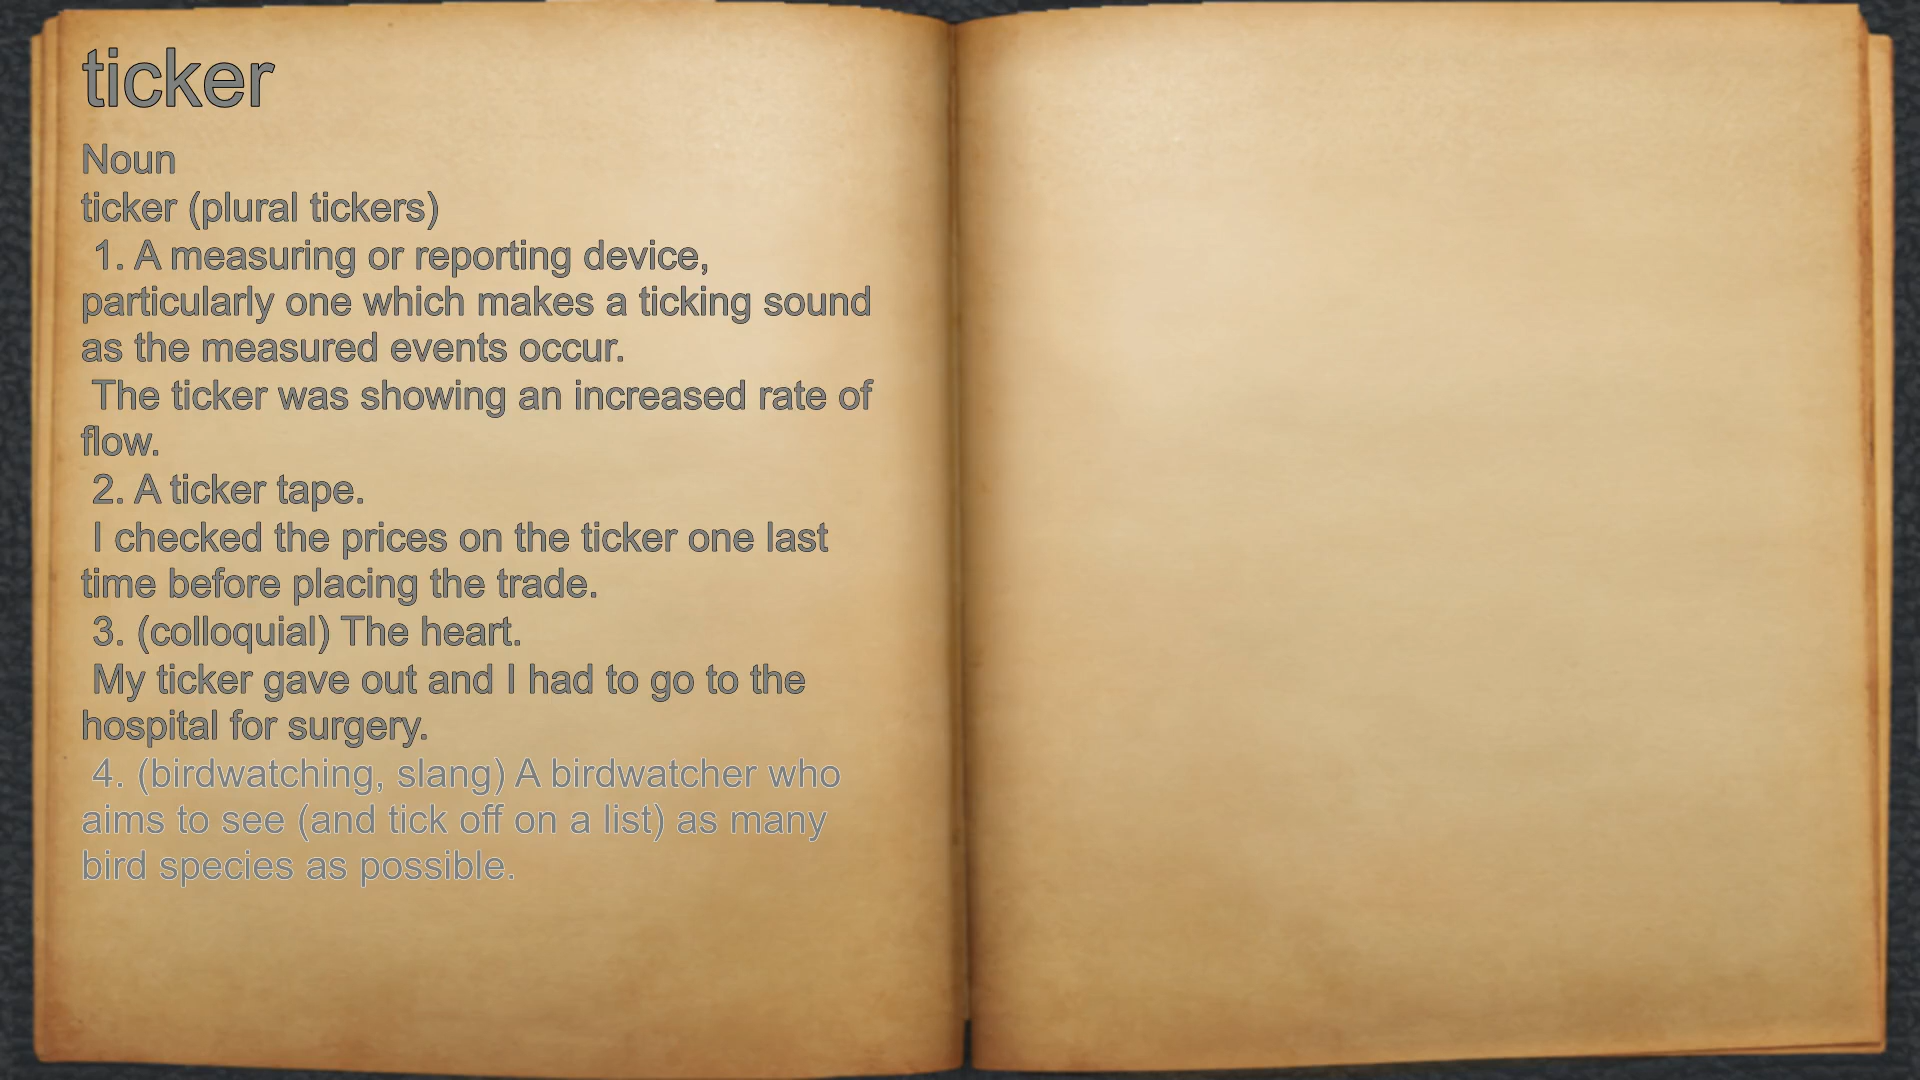 ticker
Noun
ticker (plural tickers)
1. A measuring or reporting device,
particularly one which makes a ticking sound
as the measured events occur.
The ticker was showing an increased rate of
flow.
2. A ticker tape.
I checked the prices on the ticker one last
time before placing the trade.
3. (colloquial) The heart.
My ticker gave out and I had to go to the
hospital for surgery.
4. (birdwatching, slang) A birdwatcher who
aims to see (and tick off on a list) as many
bird species as possible.